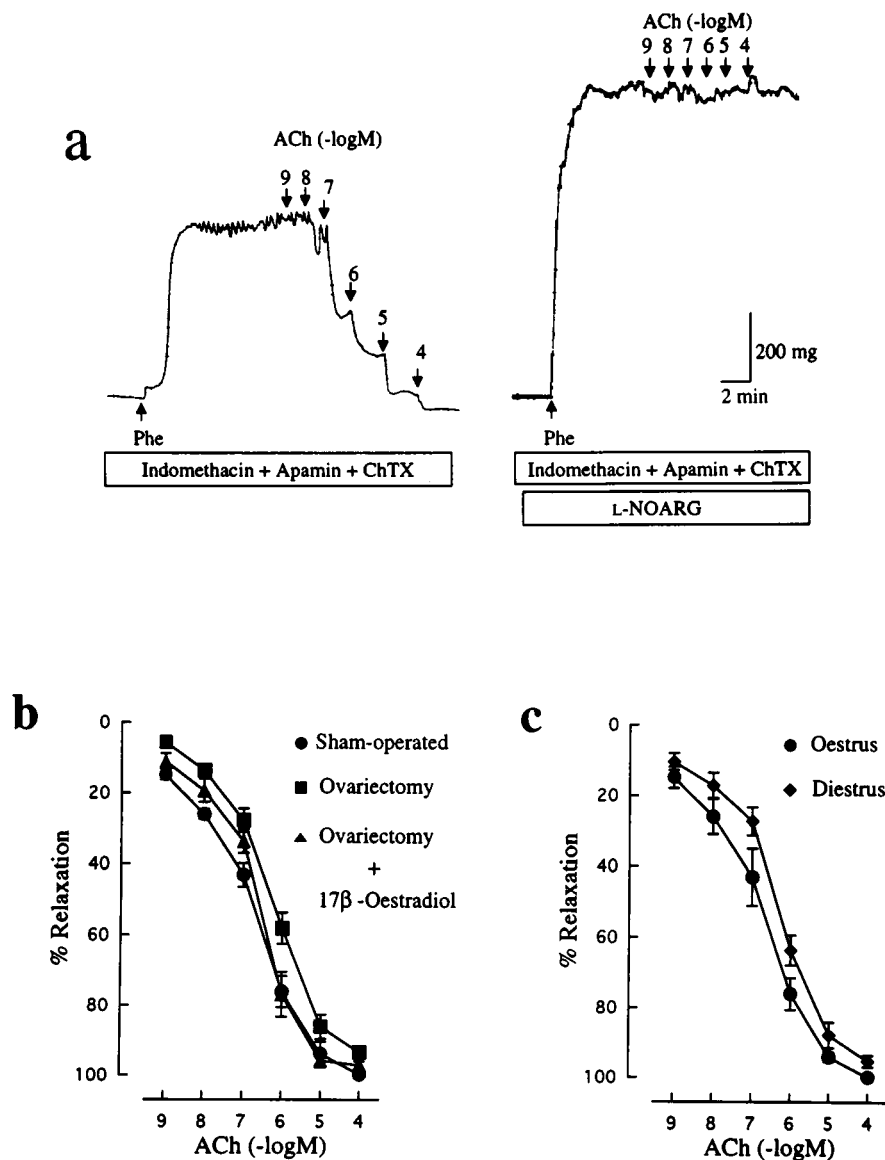 a
ACh (-logM)
9 8 7
6
5
4
Phe
Indomethacin + Apamin + ChTX
ACh (-logM)
9 8 7 6 5 4
200 mg
2 min
Phe
Indomethacin + Apamin + ChTX
L-NOARG
b
0
20
40
60
80
100
% Relaxation
Sham-operated
Ovariectomy
Ovariectomy
+
17β -Oestradiol
9 8 7 6 5 4
ACh (-logM)
c
0
20
40
60
80
100
% Relaxation
Oestrus
Diestrus
9 8 7 6 5 4
ACh (-logM)